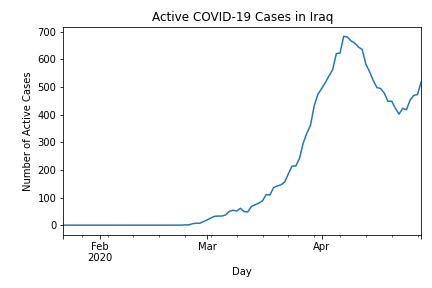 Active COVID-19 Cases in Iraq
700
600
500
400
300
200
100
0
Number of Active Cases
Feb
2020
Mar
Apr
Day